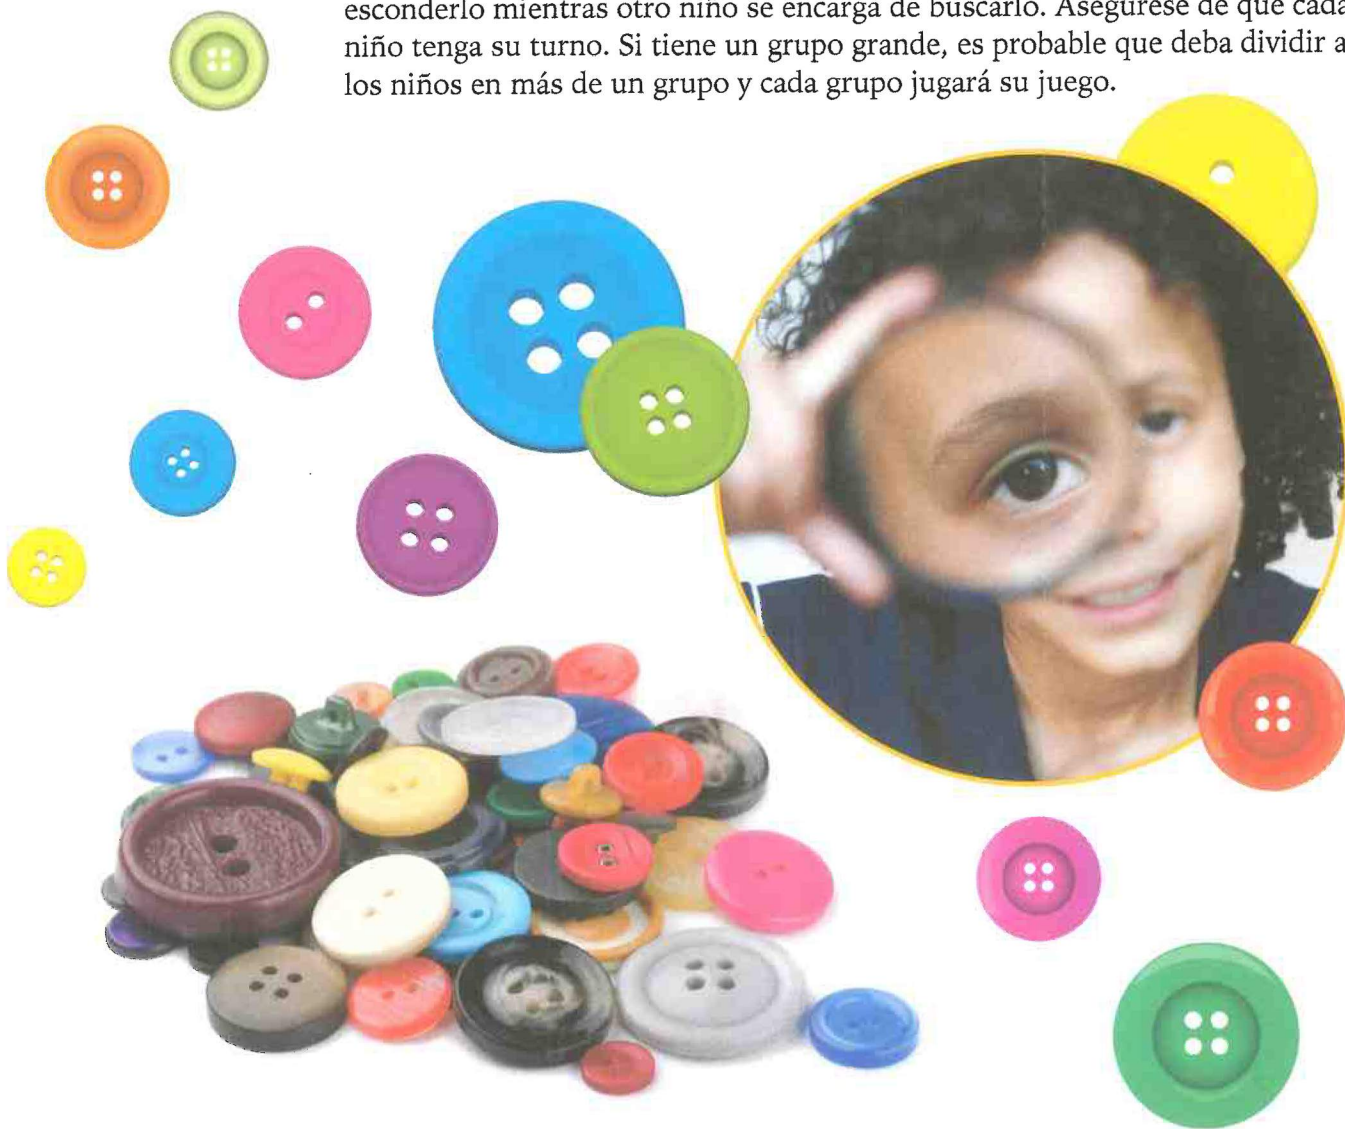 esconderlo mientras otro niño se encarga de buscarlo. Asegúrese de que cada
niño tenga su turno. Si tiene un grupo grande, es probable que deba dividir a
los niños en más de un grupo y cada grupo jugará su juego.